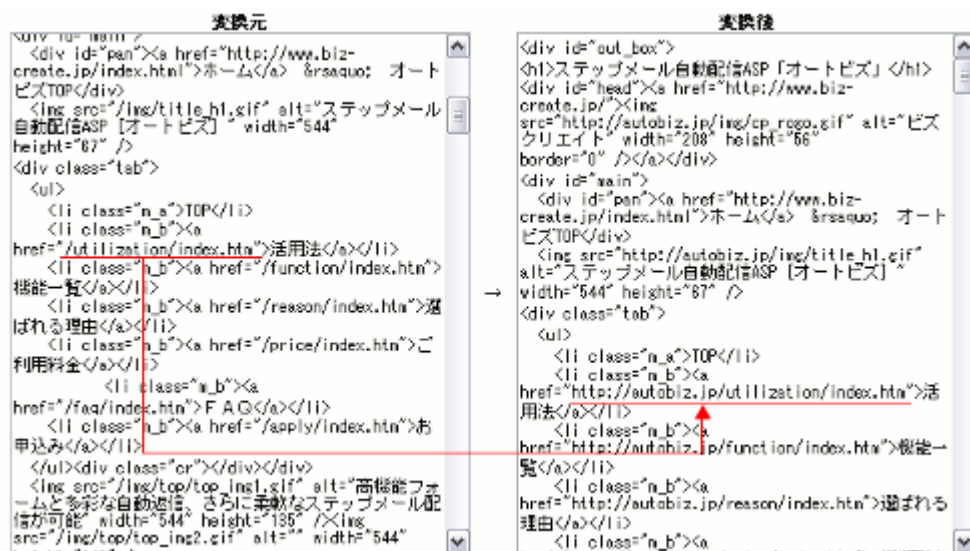 変換元
<div id="main">
<div id="pan"><a href="http://www.biz-
create.jp/index.html">ホーム</a> &rsaquo; オート
ビズTOP</div>
<img src="/img/title_h1.gif" alt="ステップメール
自動配信ASP [オートビズ] " width="544"
height="67" />
<div class="tab">
<ul>
<li class="m_a">TOP</li>
<li class="m_b"><a
href="/utilization/index.htm">活用法</a></li>
<li class="m_b"><a href="/function/index.htm">
機能一覧</a></li>
<li class="m_b"><a href="/reason/index.htm">選
ばれる理由</a></li>
<li class="m_b"><a href="/price/index.htm">ご
利用料金</a></li>
<li class="m_b"><a
href="/faq/index.htm">ＦＡＱ</a></li>
<li class="m_b"><a href="/apply/index.htm">お
申込み</a></li>
</ul><div class="cr"></div></div>
<img src="/img/top/top_img1.gif" alt="高機能フォ
ームと多彩な自動返信、さらに柔軟なステップメール配
信が可能" width="544" height="135" /><img
src="/img/top/top_img2.gif" alt="" width="544"
→
変換後
<div id="out_box">
<h1>ステップメール自動配信ASP「オートビズ」</h1>
<div id="head"><a href="http://www.biz-
create.jp/"><img
src="http://autobiz.jp/img/cp_rogo.gif" alt="ビズ
クリエイト" width="208" height="56"
border="0" /></a></div>
<div id="main">
<div id="pan"><a href="http://www.biz-
create.jp/index.html">ホーム</a> &rsaquo; オート
ビズTOP</div>
<img src="http://autobiz.jp/img/title_h1.gif"
alt="ステップメール自動配信ASP [オートビズ] "
width="544" height="67" />
<div class="tab">
<ul>
<li class="m_a">TOP</li>
<li class="m_b"><a
href="http://autobiz.jp/utilization/index.htm">活
用法</a></li>
<li class="m_b"><a
href="http://autobiz.jp/function/index.htm">機能一
覧</a></li>
<li class="m_b"><a
href="http://autobiz.jp/reason/index.htm">選ばれる
理由</a></li>
<li class="m_b"><a